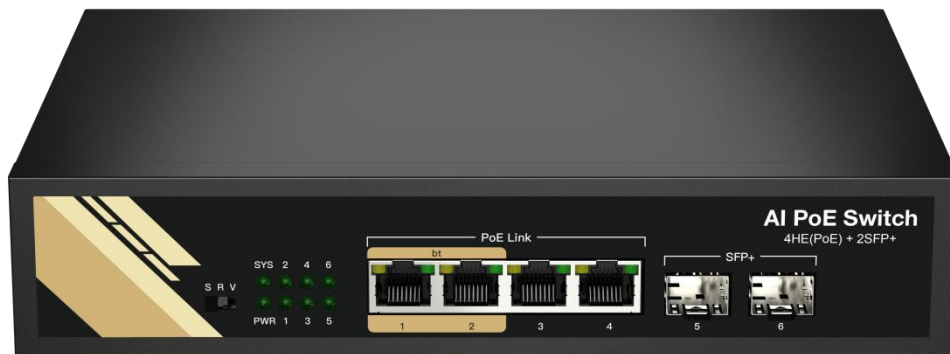 AI PoE Switch
4HE(PoE) + 2SFP+
PoE Link
bt
SFP+
SYS 2 4 6
S R V
PWR 1 3 5
1 2 3 4
5 6